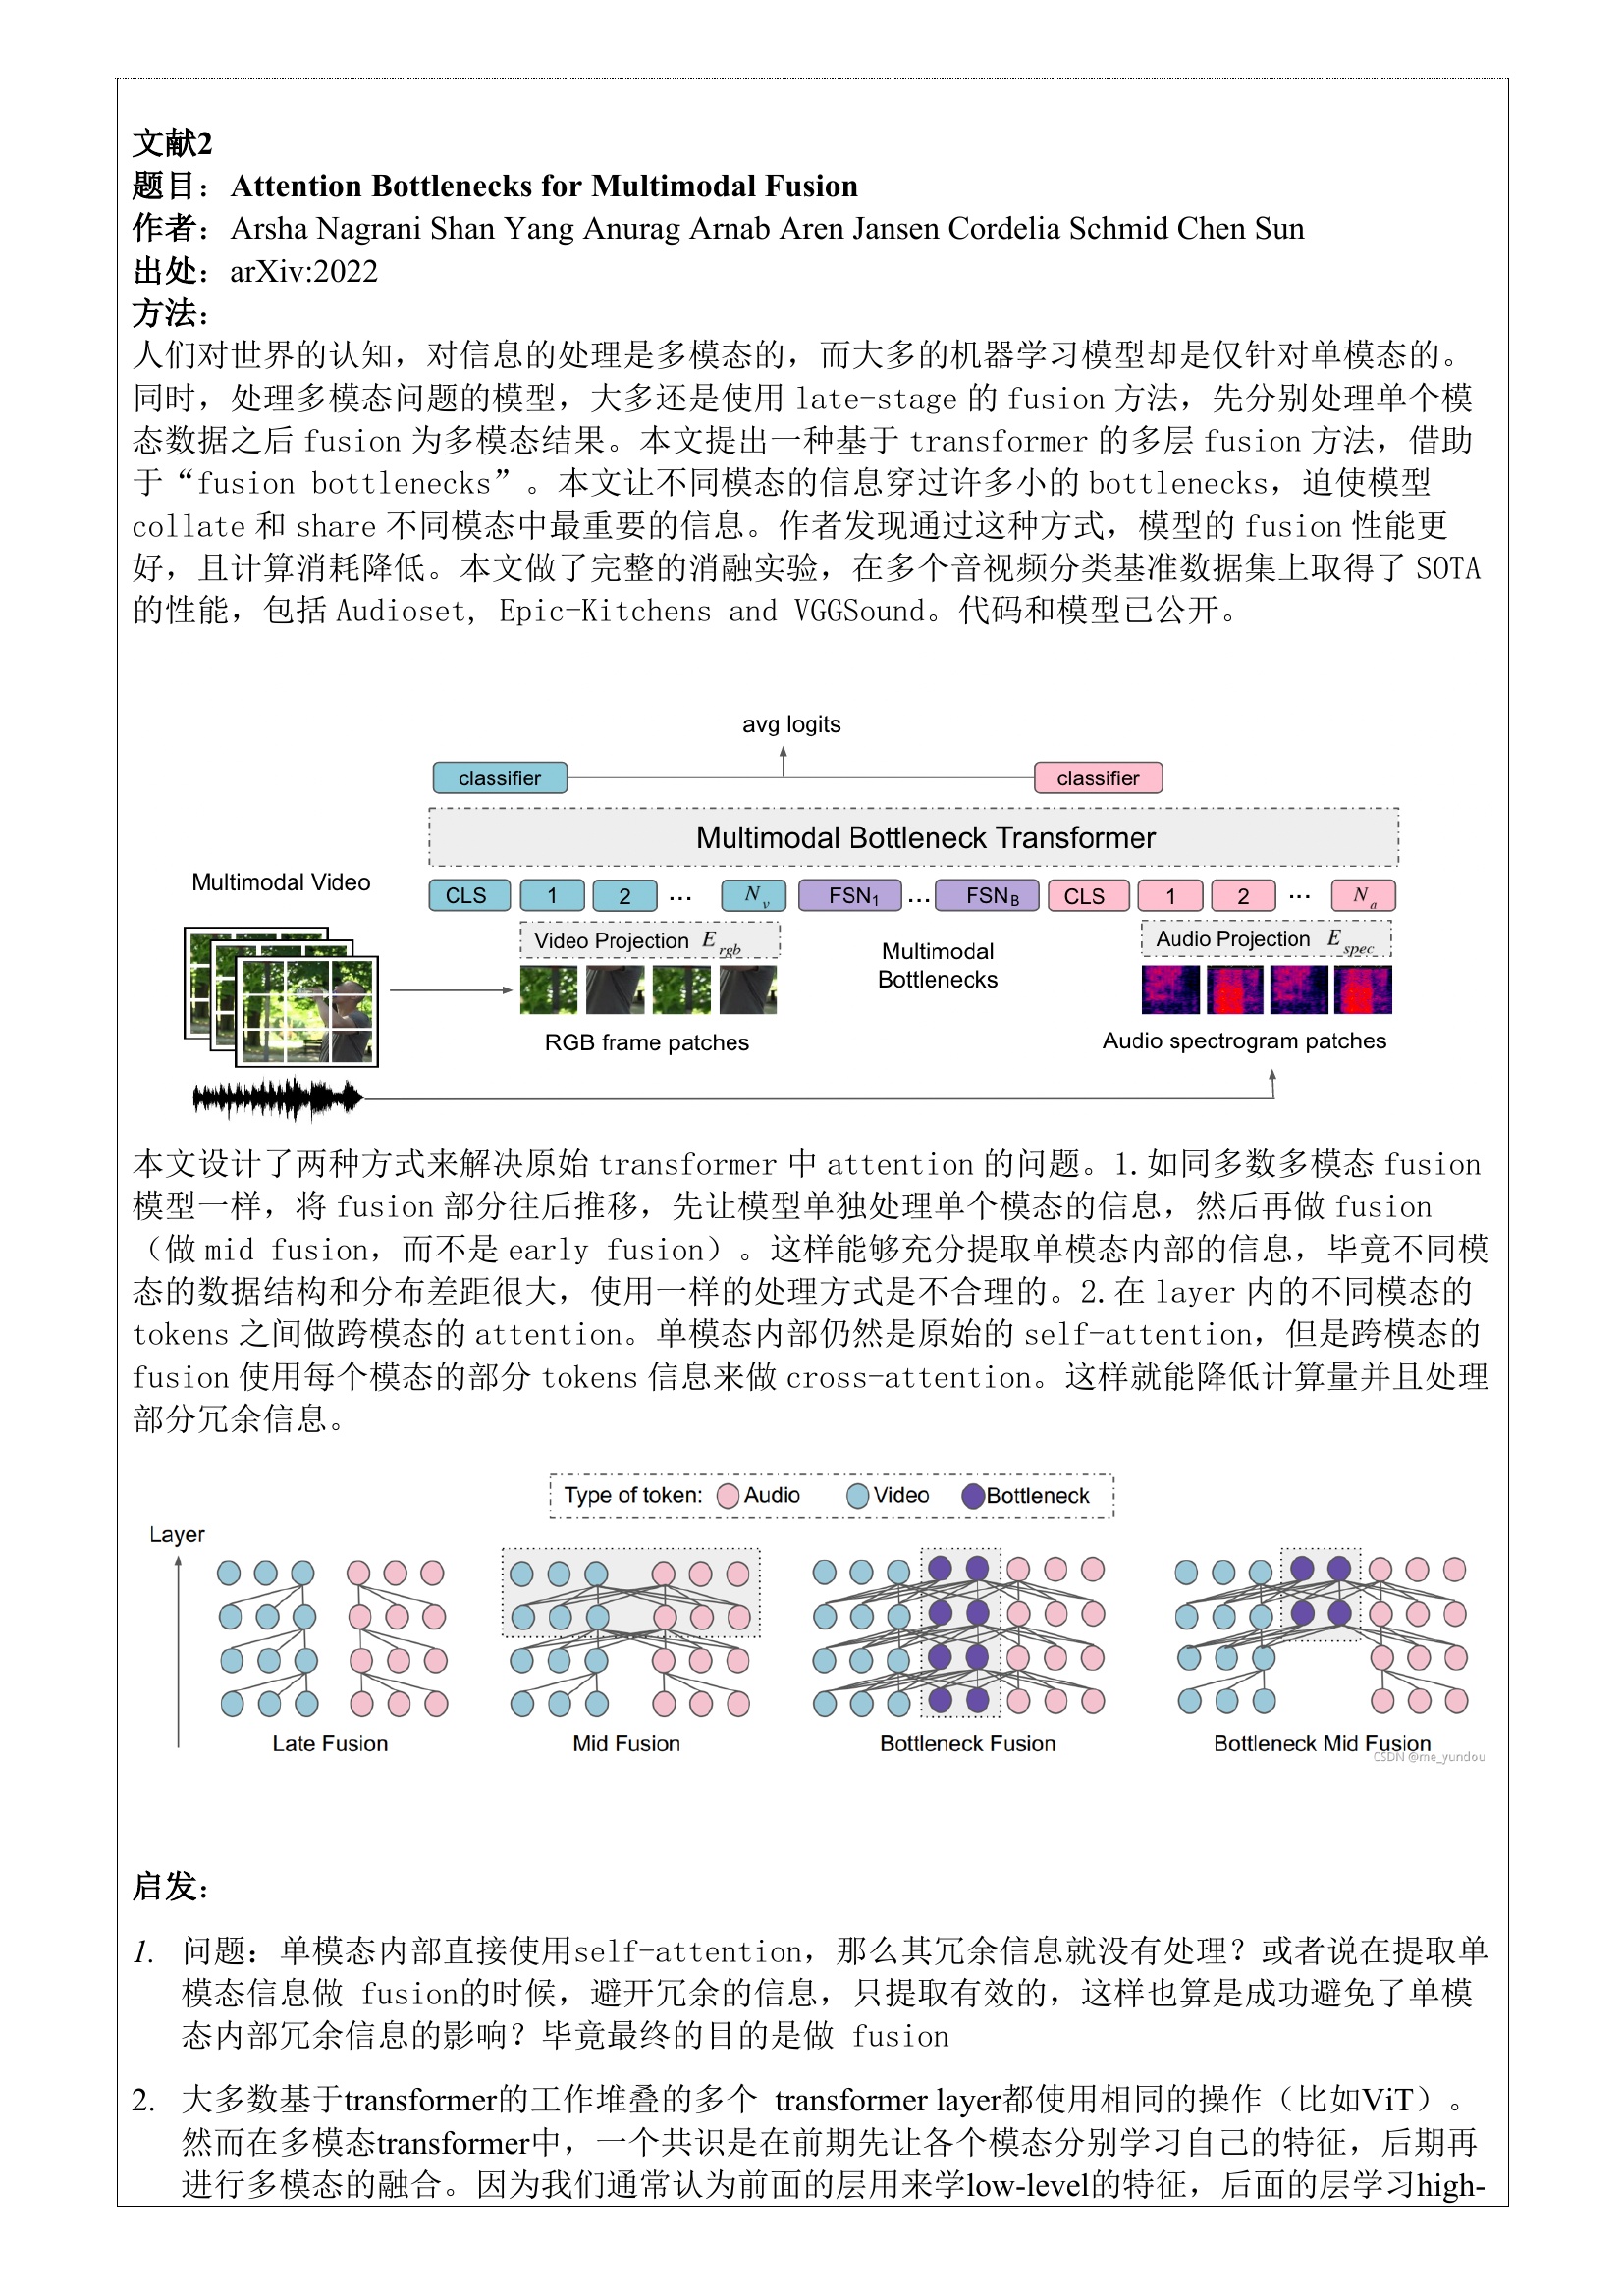 文献2
题目：Attention Bottlenecks for Multimodal Fusion
作者：Arsha Nagrani Shan Yang Anurag Arnab Aren Jansen Cordelia Schmid Chen Sun
出处：arXiv:2022
方法：
人们对世界的认知，对信息的处理是多模态的，而大多的机器学习模型却是仅针对单模态的。
同时，处理多模态问题的模型，大多还是使用 late-stage 的 fusion 方法，先分别处理单个模
态数据之后 fusion 为多模态结果。本文提出一种基于 transformer 的多层 fusion 方法，借助
于“fusion bottlenecks”。本文让不同模态的信息穿过许多小的 bottlenecks，迫使模型
collate 和 share 不同模态中最重要的信息。作者发现通过这种方式，模型的 fusion 性能更
好，且计算消耗降低。本文做了完整的消融实验，在多个音视频分类基准数据集上取得了 SOTA
的性能，包括 Audioset, Epic-Kitchens and VGGSound。代码和模型已公开。
avg logits
classifier classifier
Multimodal Bottleneck Transformer
Multimodal Video
CLS 1 2 ... N_v FSN1 ... FSNB CLS 1 2 ... N_a
Video Projection E_rgb
Audio Projection E_spec
Multimodal
Bottlenecks
RGB frame patches
Audio spectrogram patches
本文设计了两种方式来解决原始 transformer 中 attention 的问题。1.如同多数多模态 fusion
模型一样，将 fusion 部分往后推移，先让模型单独处理单个模态的信息，然后再做 fusion
（做 mid fusion，而不是 early fusion）。这样能够充分提取单模态内部的信息，毕竟不同模
态的数据结构和分布差距很大，使用一样的处理方式是不合理的。2.在 layer 内的不同模态的
tokens 之间做跨模态的 attention。单模态内部仍然是原始的 self-attention，但是跨模态的
fusion 使用每个模态的部分 tokens 信息来做 cross-attention。这样就能降低计算量并且处理
部分冗余信息。
Type of token: Audio Video Bottleneck
Layer
Late Fusion Mid Fusion Bottleneck Fusion Bottleneck Mid Fusion
CSDN @me_yundou
启发：
1. 问题：单模态内部直接使用self-attention，那么其冗余信息就没有处理？或者说在提取单
模态信息做 fusion的时候，避开冗余的信息，只提取有效的，这样也算是成功避免了单模
态内部冗余信息的影响？毕竟最终的目的是做 fusion
2. 大多数基于transformer的工作堆叠的多个 transformer layer都使用相同的操作（比如ViT）。
然而在多模态transformer中，一个共识是在前期先让各个模态分别学习自己的特征，后期再
进行多模态的融合。因为我们通常认为前面的层用来学low-level的特征，后面的层学习high-